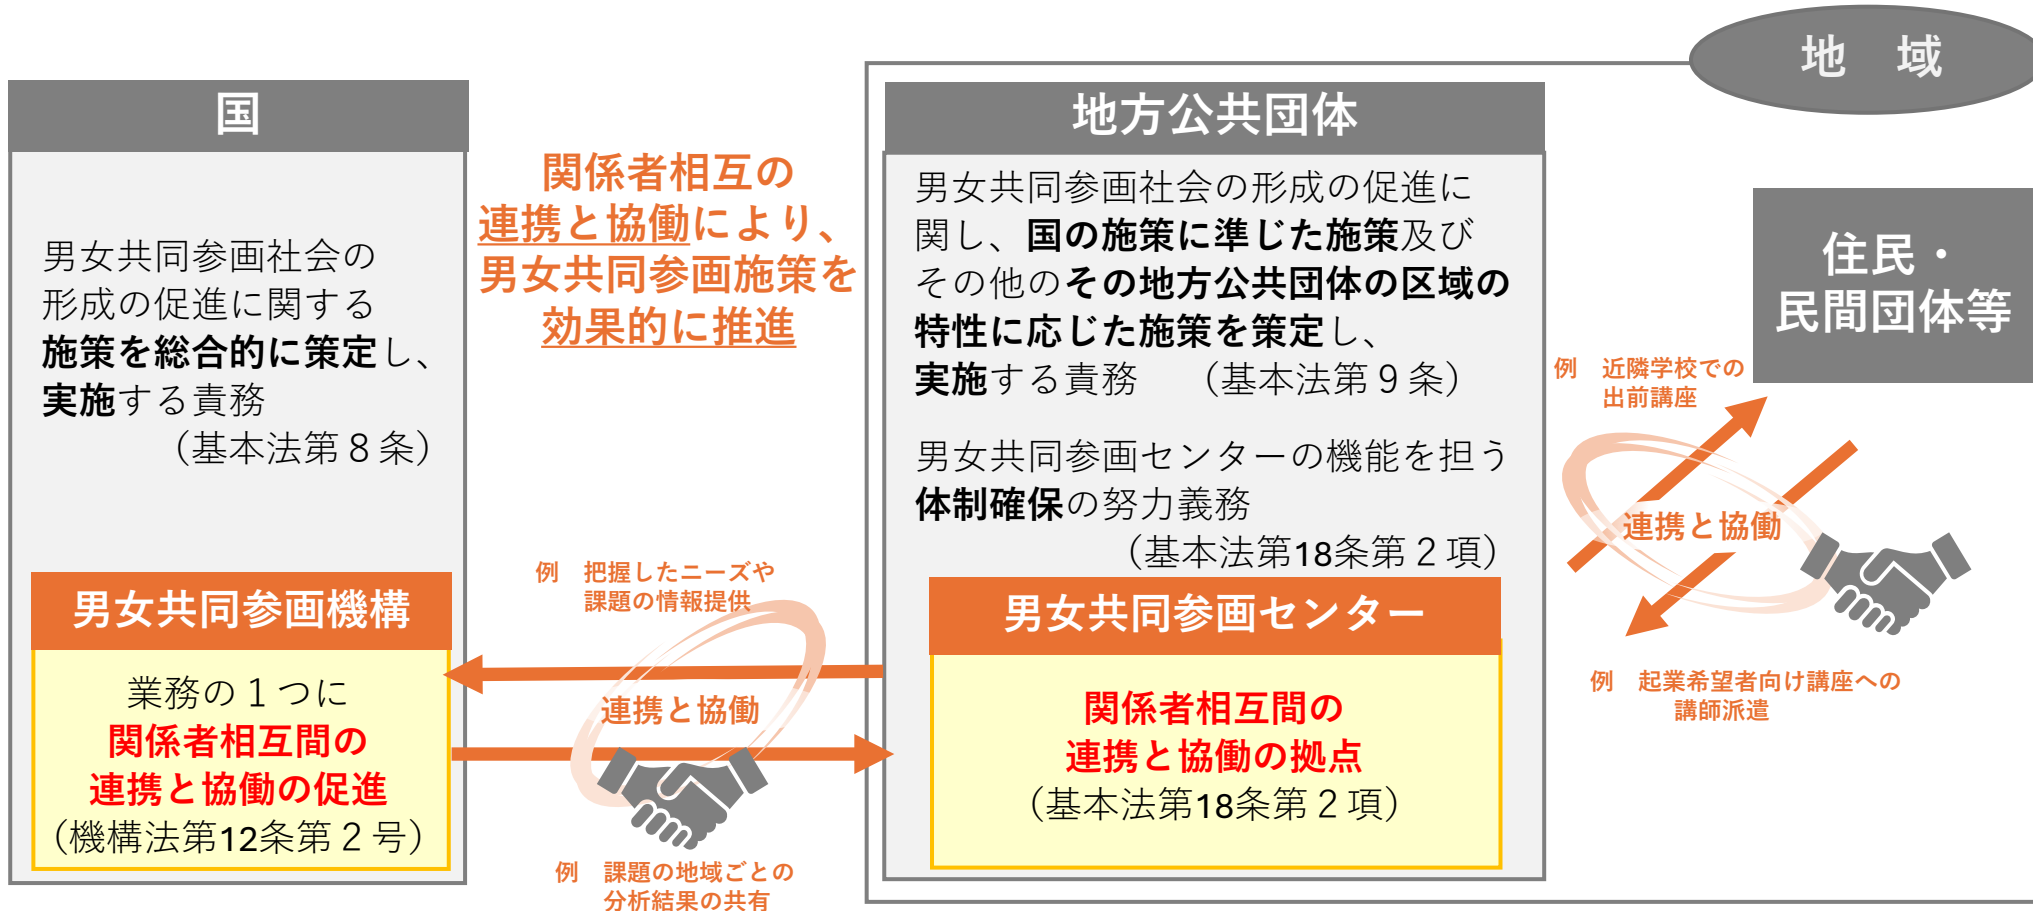 地　域
国
男女共同参画社会の
形成の促進に関する
施策を総合的に策定し、
実施する責務
（基本法第８条）
男女共同参画機構
業務の１つに
関係者相互間の
連携と協働の促進
（機構法第12条第２号）
関係者相互の
連携と協働により、
男女共同参画施策を
効果的に推進
例　把握したニーズや
課題の情報提供
連携と協働
例　課題の地域ごとの
分析結果の共有
地方公共団体
男女共同参画社会の形成の促進に
関し、国の施策に準じた施策及び
その他のその地方公共団体の区域の
特性に応じた施策を策定し、
実施する責務　（基本法第９条）
男女共同参画センターの機能を担う
体制確保の努力義務
（基本法第18条第２項）
男女共同参画センター
関係者相互間の
連携と協働の拠点
（基本法第18条第２項）
住民・
民間団体等
例　近隣学校での
出前講座
連携と協働
例　起業希望者向け講座への
講師派遣